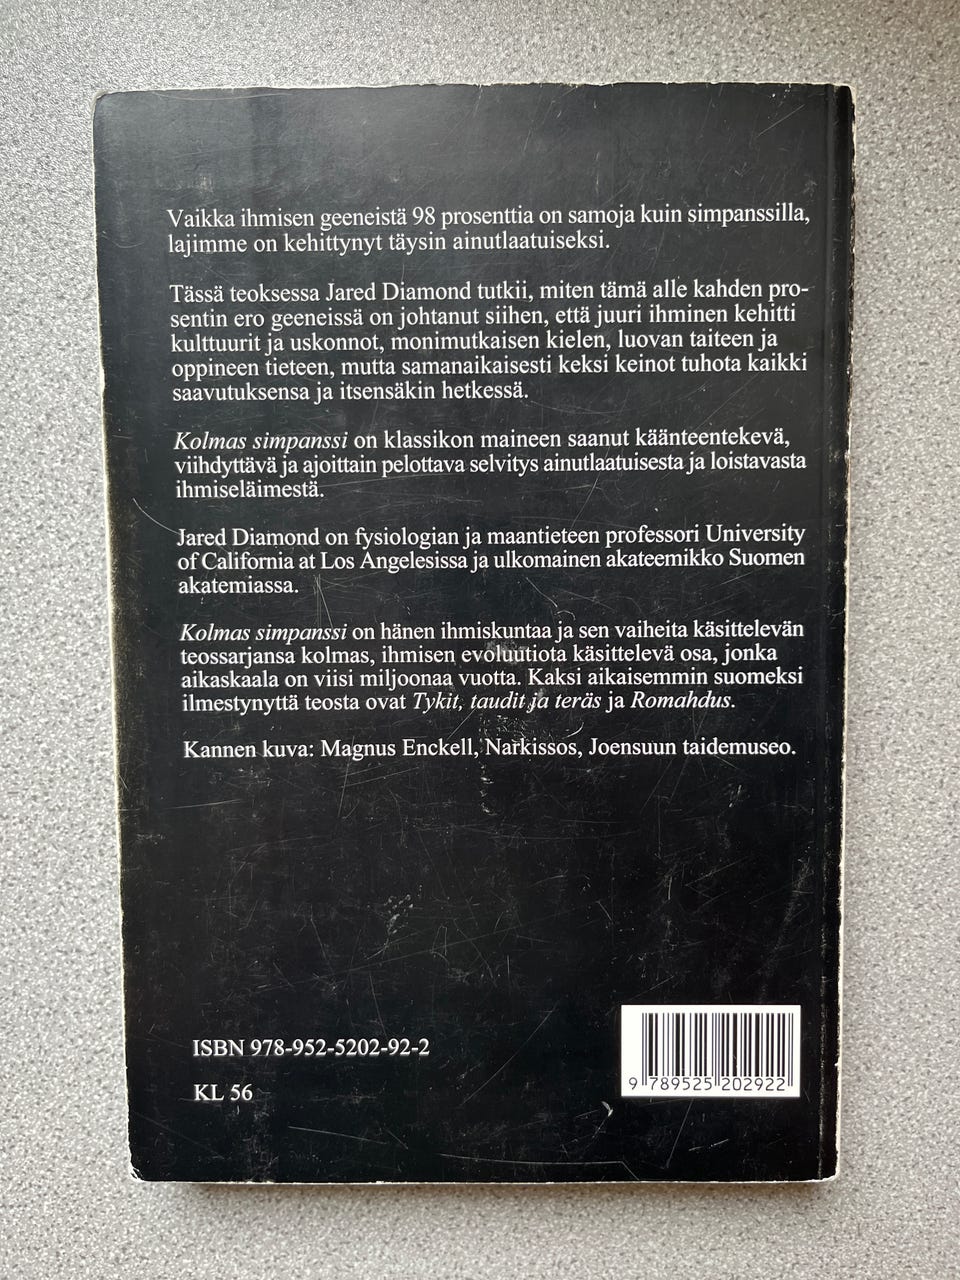 Vaikka ihmisen geeneistä 98 prosenttia on samoja kuin simpanssilla,
lajimme on kehittynyt täysin ainutlaatuiseksi.
Tässä teoksessa Jared Diamond tutkii, miten tämä alle kahden pro-
sentin ero geeneissä on johtanut siihen, että juuri ihminen kehitti
kulttuurit ja uskonnot, monimutkaisen kielen, luovan taiteen ja
oppineen tieteen, mutta samanaikaisesti keksi keinot tuhota kaikki
saavutuksensa ja itsensäkin hetkessä.
Kolmas simpanssi on klassikon maineen saanut käänteentekevä,
viihdyttävä ja ajoittain pelottava selvitys ainutlaatuisesta ja loistavasta
ihmiseläimestä.
Jared Diamond on fysiologian ja maantieteen professori University
of California at Los Angelesissa ja ulkomainen akateemikko Suomen
akatemiassa.
Kolmas simpanssi on hänen ihmiskuntaa ja sen vaiheita käsittelevän
teossarjansa kolmas, ihmisen evoluutiota käsittelevä osa, jonka
aikaskaala on viisi miljoonaa vuotta. Kaksi aikaisemmin suomeksi
ilmestynyttä teosta ovat Tykit, taudit ja teräs ja Romahdus.
Kannen kuva: Magnus Enckell, Narkissos, Joensuun taidemuseo.
ISBN 978-952-5202-92-2
KL 56
9 789525 202922